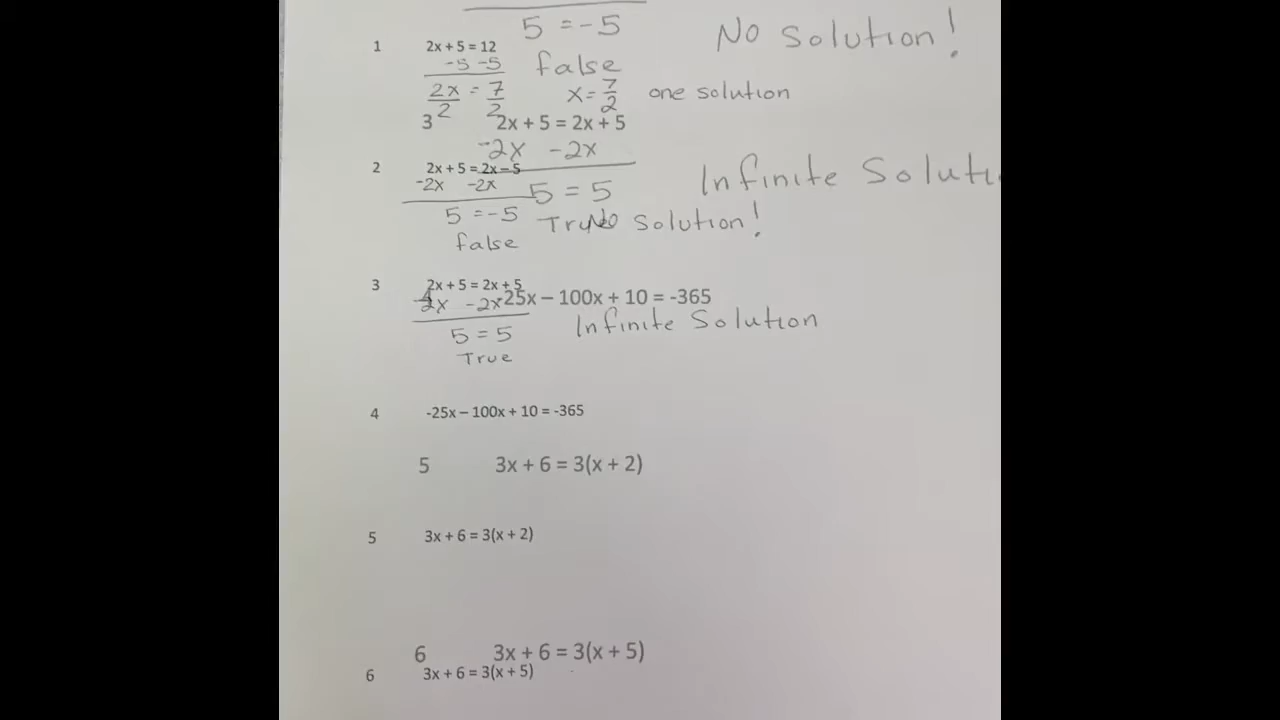 5 = -5
No Solution!
1 2x + 5 = 12
-5 -5
false
2x/2 = 7/2
x = 7/2 one solution
3 2x + 5 = 2x + 5
-2x -2x
2 2x + 5 = 2x – 5
-2x -2x
5 = 5
Infinite Soluti
5 = -5
True
No Solution!
false
3 2x + 5 = 2x + 5
-2x -2x
4 -25x – 100x + 10 = -365
5 = 5
Infinite Solution
True
4 -25x – 100x + 10 = -365
5 3x + 6 = 3(x + 2)
5 3x + 6 = 3(x + 2)
6 3x + 6 = 3(x + 5)
6 3x + 6 = 3(x + 5)